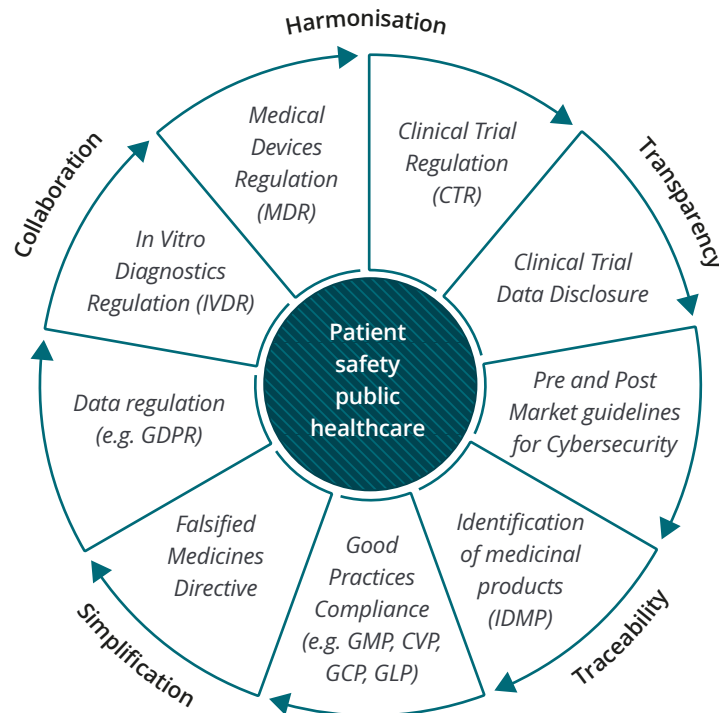 Harmonisation
Transparency
Traceability
Simplification
Collaboration
Clinical Trial
Regulation
(CTR)
Clinical Trial
Data Disclosure
Pre and Post
Market guidelines
for Cybersecurity
Identification
of medicinal
products
(IDMP)
Good
Practices
Compliance
(e.g. GMP, CVP,
GCP, GLP)
Falsified
Medicines
Directive
Data regulation
(e.g. GDPR)
In Vitro
Diagnostics
Regulation (IVDR)
Medical
Devices
Regulation
(MDR)
Patient
safety
public
healthcare